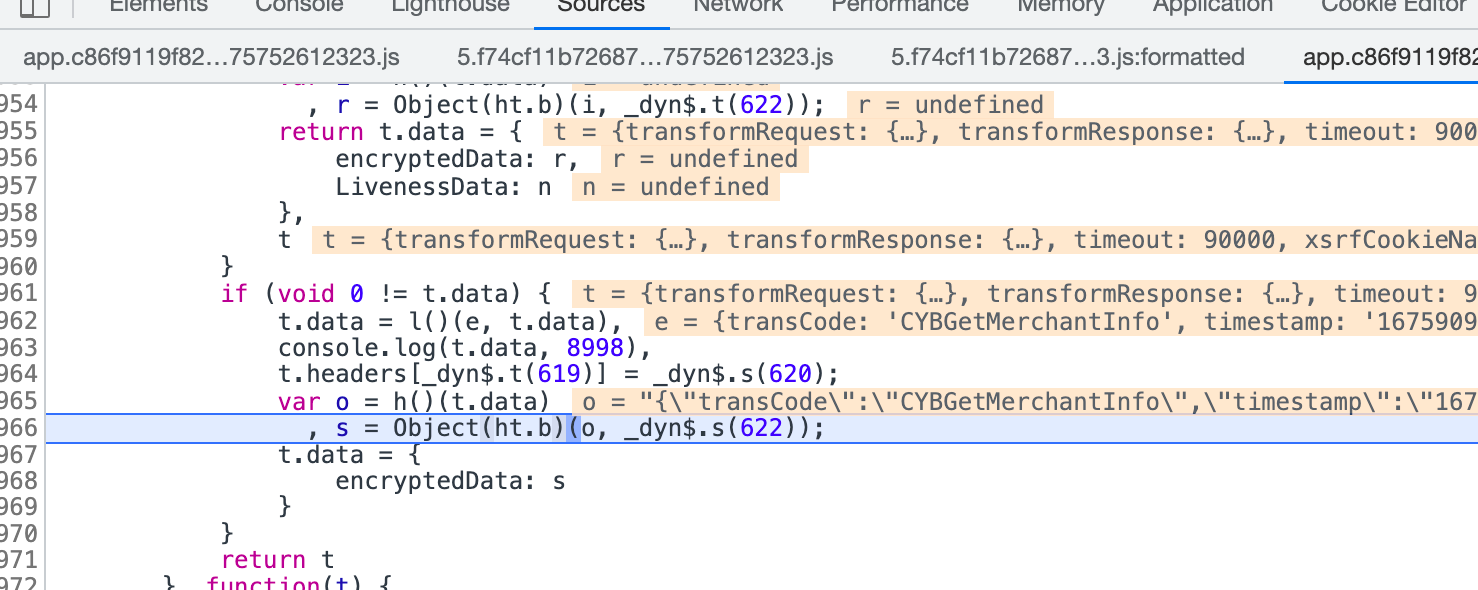 Elements Console Lighthouse Sources Network Performance Memory Application Cookie Editor
app.c86f9119f82…75752612323.js 5.f74cf11b72687…75752612323.js 5.f74cf11b72687…3.js:formatted app.c86f9119f82
954 , r = Object(ht.b)(i, _dyn$.t(622)); r = undefined
955 return t.data = { t = {transformRequest: {…}, transformResponse: {…}, timeout: 900
956 encryptedData: r, r = undefined
957 LivenessData: n n = undefined
958 },
959 t t = {transformRequest: {…}, transformResponse: {…}, timeout: 90000, xsrfCookieNa
960 }
961 if (void 0 != t.data) { t = {transformRequest: {…}, transformResponse: {…}, timeout: 9
962 t.data = l()(e, t.data), e = {transCode: 'CYBGetMerchantInfo', timestamp: '1675909
963 console.log(t.data, 8998),
964 t.headers[_dyn$.t(619)] = _dyn$.s(620);
965 var o = h()(t.data) o = "{\"transCode\":\"CYBGetMerchantInfo\",\"timestamp\":\"167
966 , s = Object(ht.b)(o, _dyn$.s(622));
967 t.data = {
968 encryptedData: s
969 }
970 }
971 return t
972 }, function(t) {